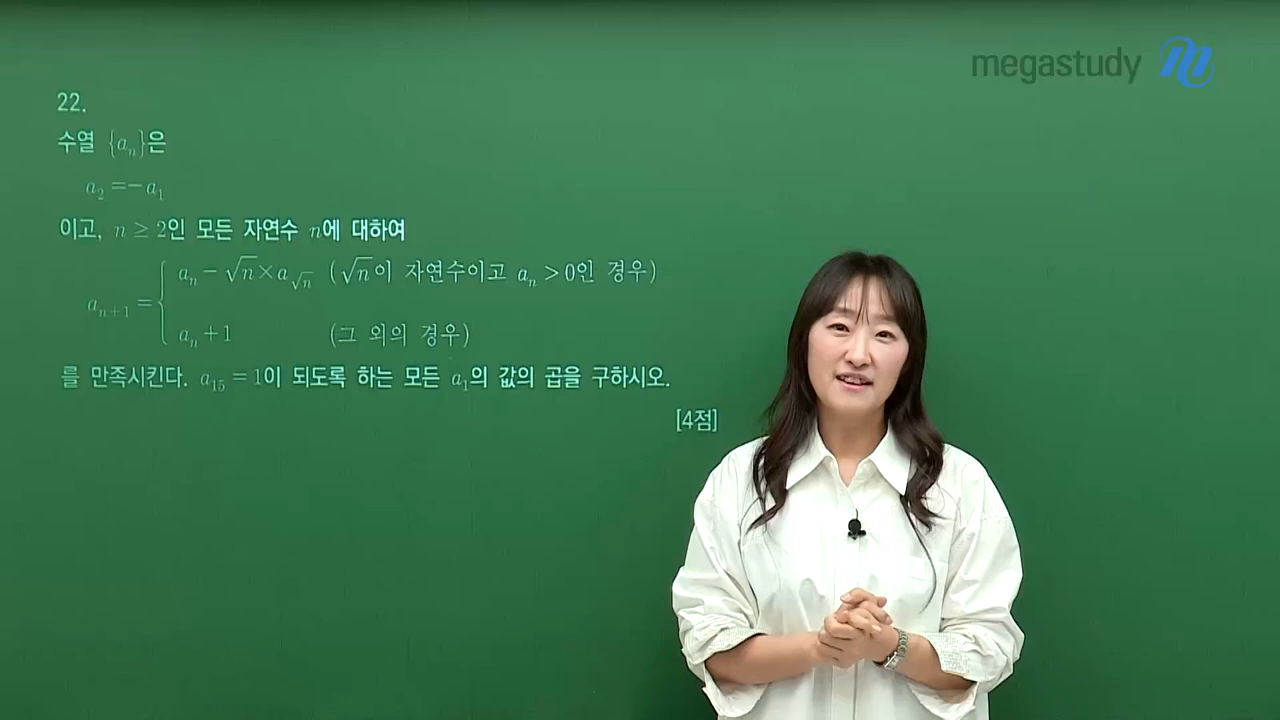 megastudy
22.
수열 {aₙ}은
a₂ = −a₁
이고, n ≥ 2인 모든 자연수 n에 대하여
aₙ₊₁ = { aₙ − √n × a_{√n} (√n이 자연수이고 aₙ > 0인 경우)
aₙ + 1 (그 외의 경우)
를 만족시킨다. a₁₅ = 1이 되도록 하는 모든 a₁의 값의 곱을 구하시오.
[4점]